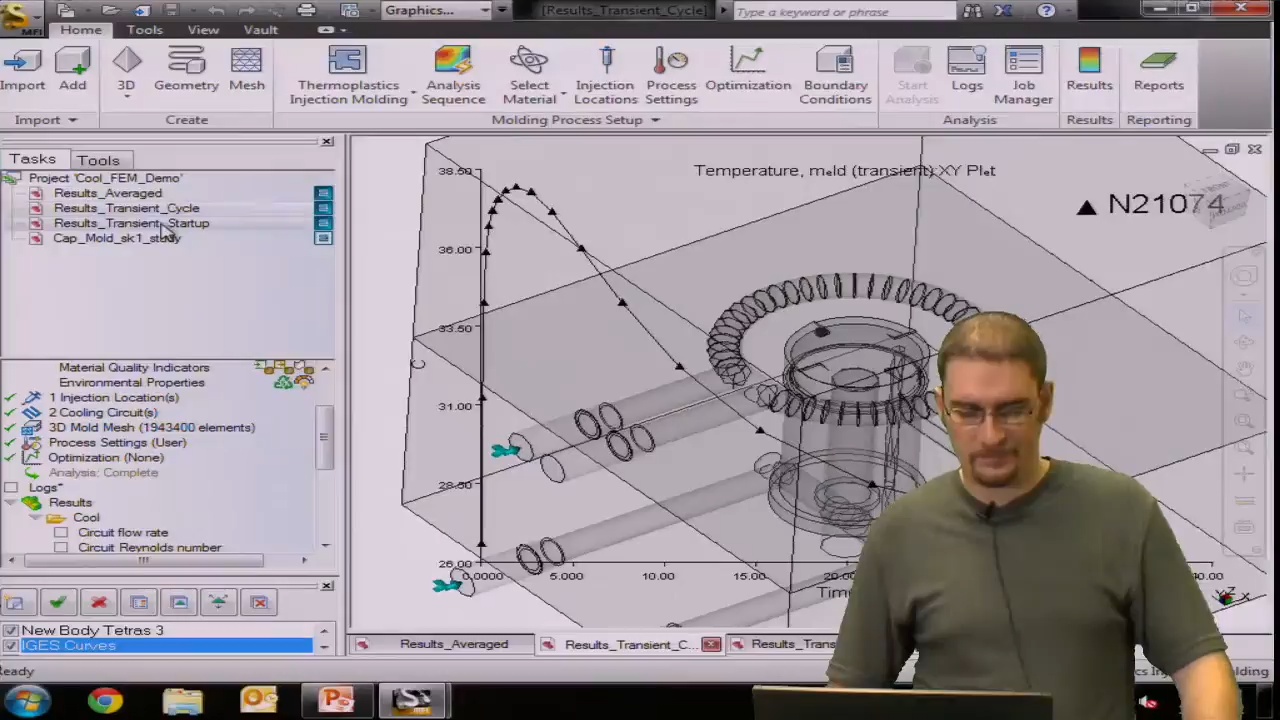 Graphics...
[Results_Transient_Cycle]
Type a keyword or phrase
MFI
Home Tools View Vault
Import Add 3D Geometry Mesh Thermoplastics Injection Molding Analysis Sequence Select Material Injection Locations Process Settings Optimization Boundary Conditions Start Analysis Logs Job Manager Results Reports
Import Create Molding Process Setup Analysis Results Reporting
Tasks Tools
Project 'Cool_FEM_Demo'
Results_Averaged
Results_Transient_Cycle
Results_Transient_Startup
Cap_Mold_sk1_study
Material Quality Indicators
Environmental Properties
1 Injection Location(s)
2 Cooling Circuit(s)
3D Mold Mesh (1943400 elements)
Process Settings (User)
Optimization (None)
Analysis: Complete
Logs*
Results
Cool
Circuit flow rate
Circuit Reynolds number
New Body Tetras 3
IGES Curves
Temperature, mold (transient):XY Plot
N21074
38.50
36.00
33.50
31.00
28.50
26.00
C
0.0000 5.000 10.00 15.00 20.0 40.00
Results_Averaged Results_Transient_C... Results_Trans
Ready